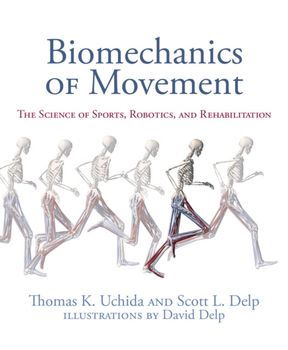 Biomechanics
of Movement
The Science of Sports, Robotics, and Rehabilitation
Thomas K. Uchida and Scott L. Delp
illustrations by David Delp